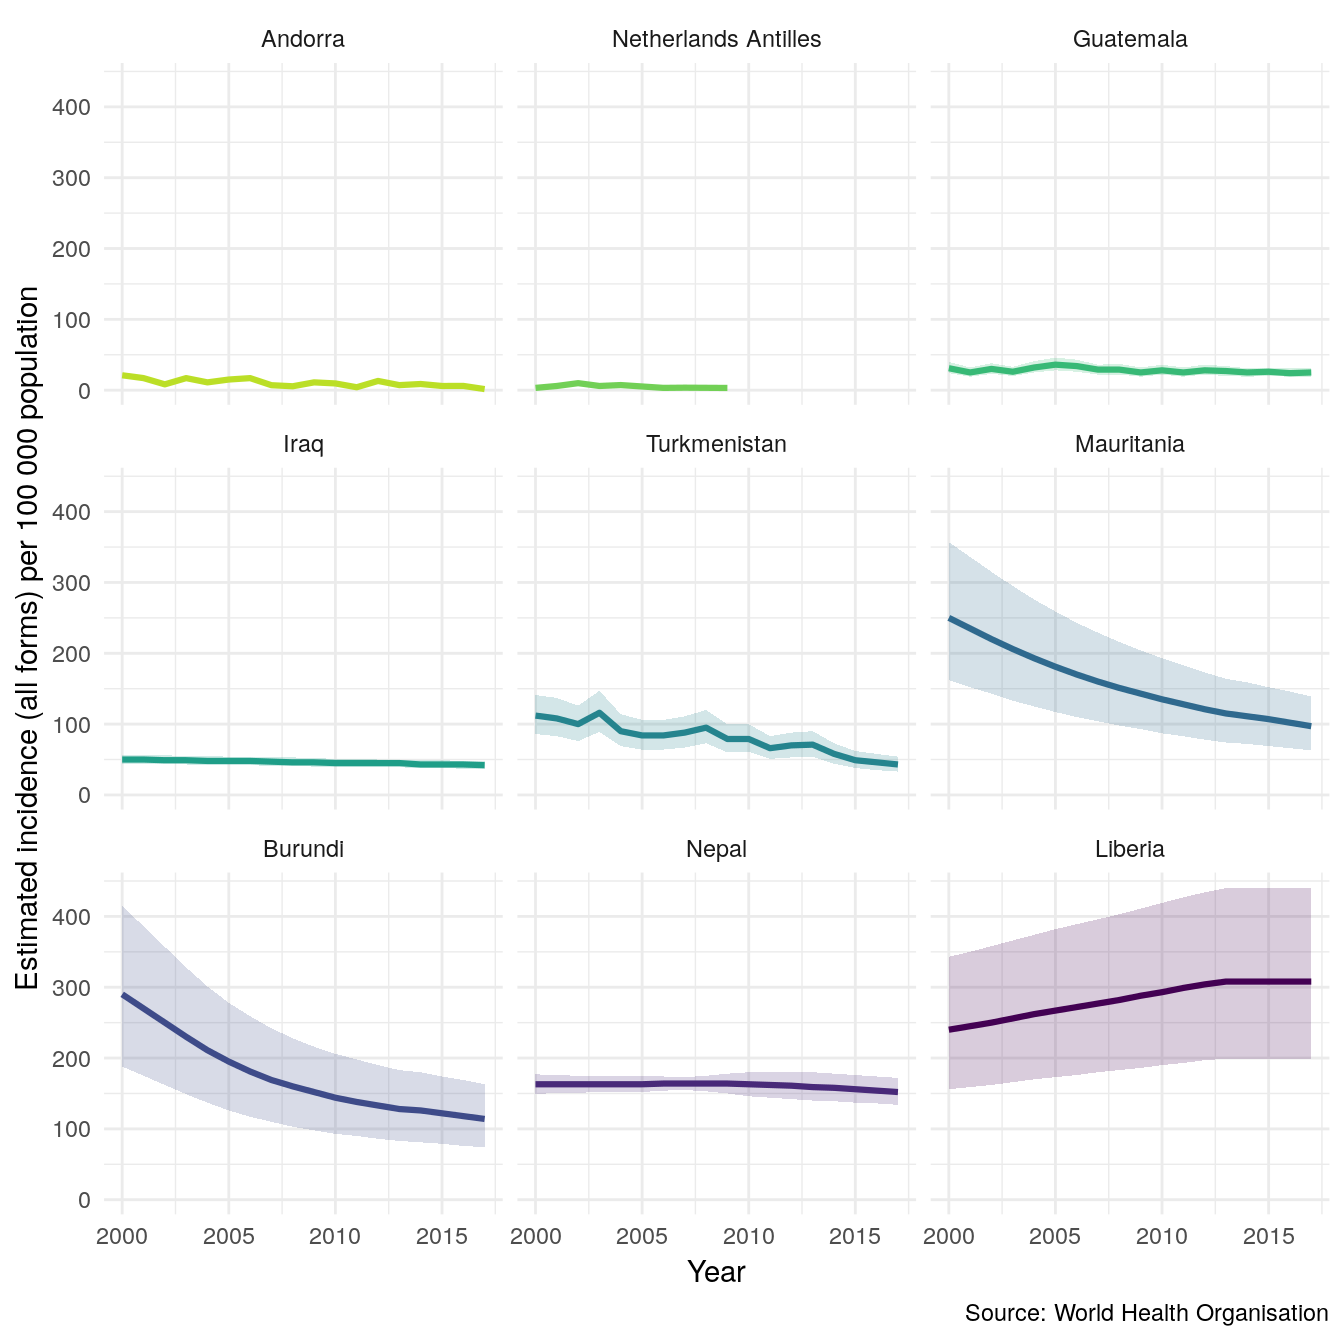 Andorra
Netherlands Antilles
Guatemala
400
300
200
100
0
Iraq
Turkmenistan
Mauritania
400
300
200
100
0
Burundi
Nepal
Liberia
400
300
200
100
0
2000 2005 2010 2015
2000 2005 2010 2015
2000 2005 2010 2015
Estimated incidence (all forms) per 100 000 population
Year
Source: World Health Organisation